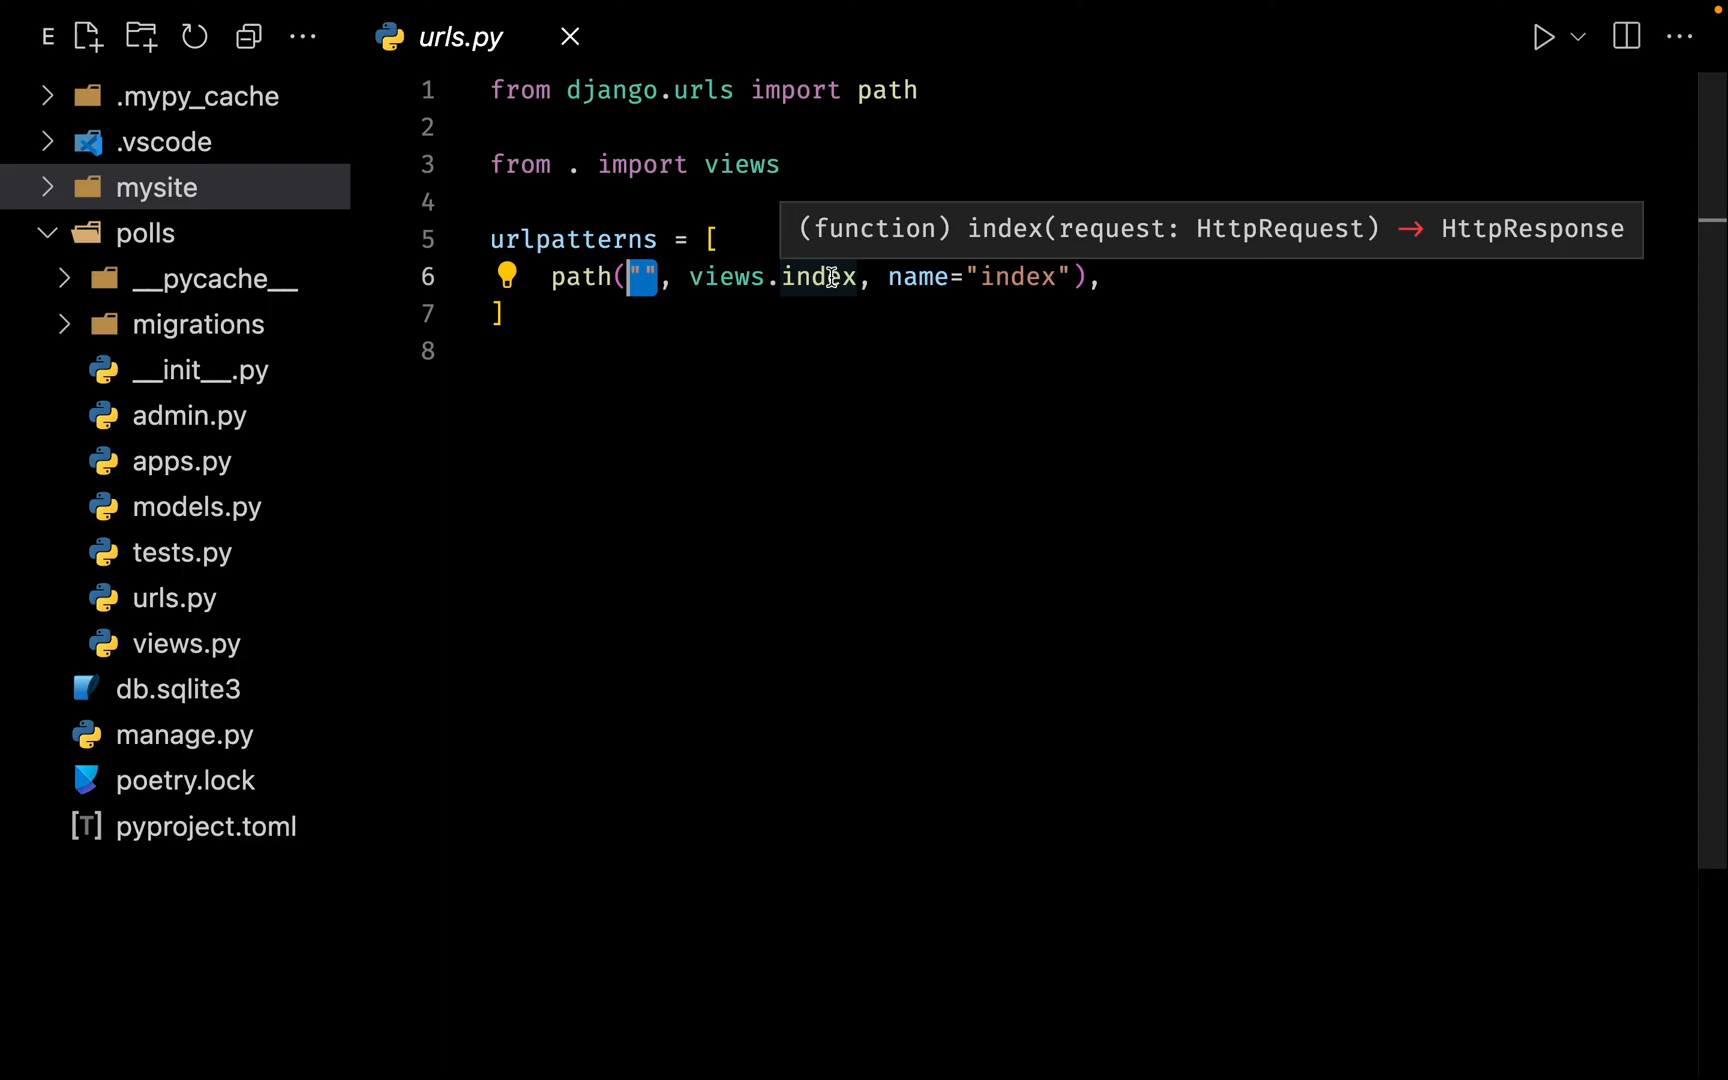 E
urls.py
.mypy_cache
.vscode
mysite
polls
__pycache__
migrations
__init__.py
admin.py
apps.py
models.py
tests.py
urls.py
views.py
db.sqlite3
manage.py
poetry.lock
[T] pyproject.toml
1 from django.urls import path
2
3 from . import views
4
(function) index(request: HttpRequest) → HttpResponse
5 urlpatterns = [
6 path("", views.index, name="index"),
7 ]
8